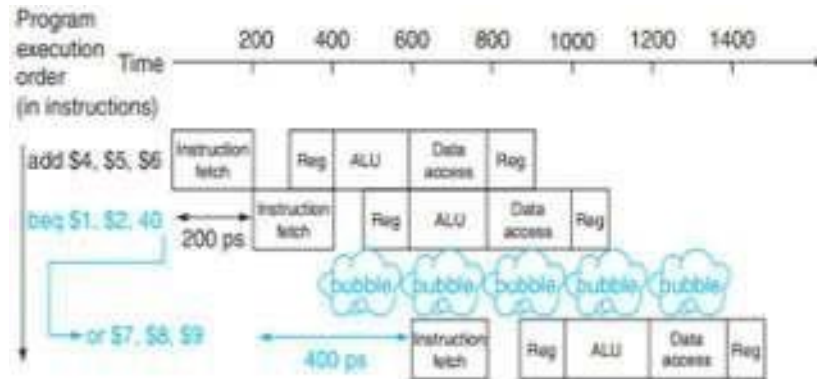 Program
execution
order
(in instructions)
Time
200 400 600 800 1000 1200 1400
add $4, $5, $6
Instruction fetch
Reg
ALU
Data access
Reg
beq $1, $2, 40
200 ps
Instruction fetch
Reg
ALU
Data access
Reg
bubble bubble bubble bubble bubble
or $7, $8, $9
400 ps
Instruction fetch
Reg
ALU
Data access
Reg